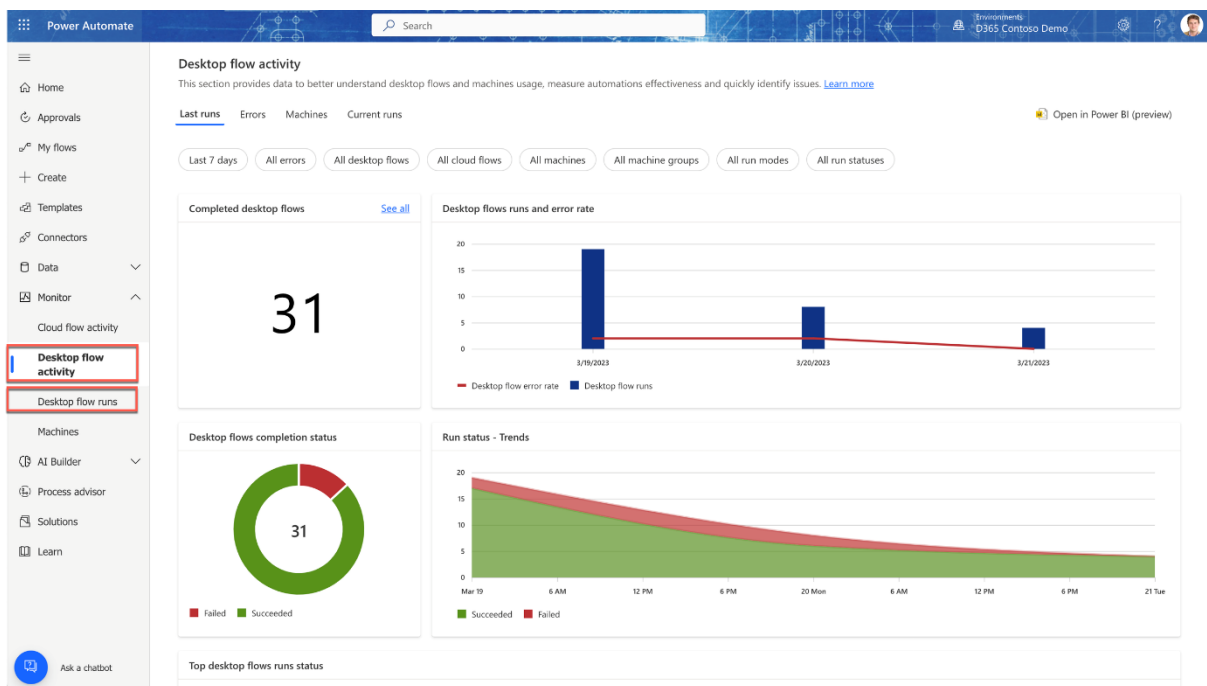 Power Automate
Search
Environments
D365 Contoso Demo
Home
Approvals
My flows
Create
Templates
Connectors
Data
Monitor
Cloud flow activity
Desktop flow
activity
Desktop flow runs
Machines
AI Builder
Process advisor
Solutions
Learn
Ask a chatbot
Desktop flow activity
This section provides data to better understand desktop flows and machines usage, measure automations effectiveness and quickly identify issues. Learn more
Last runs Errors Machines Current runs
Open in Power BI (preview)
Last 7 days All errors All desktop flows All cloud flows All machines All machine groups All run modes All run statuses
Completed desktop flows See all
31
Desktop flows runs and error rate
20
15
10
5
0
3/19/2023 3/20/2023 3/21/2023
Desktop flow error rate Desktop flow runs
Desktop flows completion status
31
Failed Succeeded
Run status - Trends
20
15
10
5
0
Mar 19 6 AM 12 PM 6 PM 20 Mon 6 AM 12 PM 6 PM 21 Tue
Succeeded Failed
Top desktop flows runs status